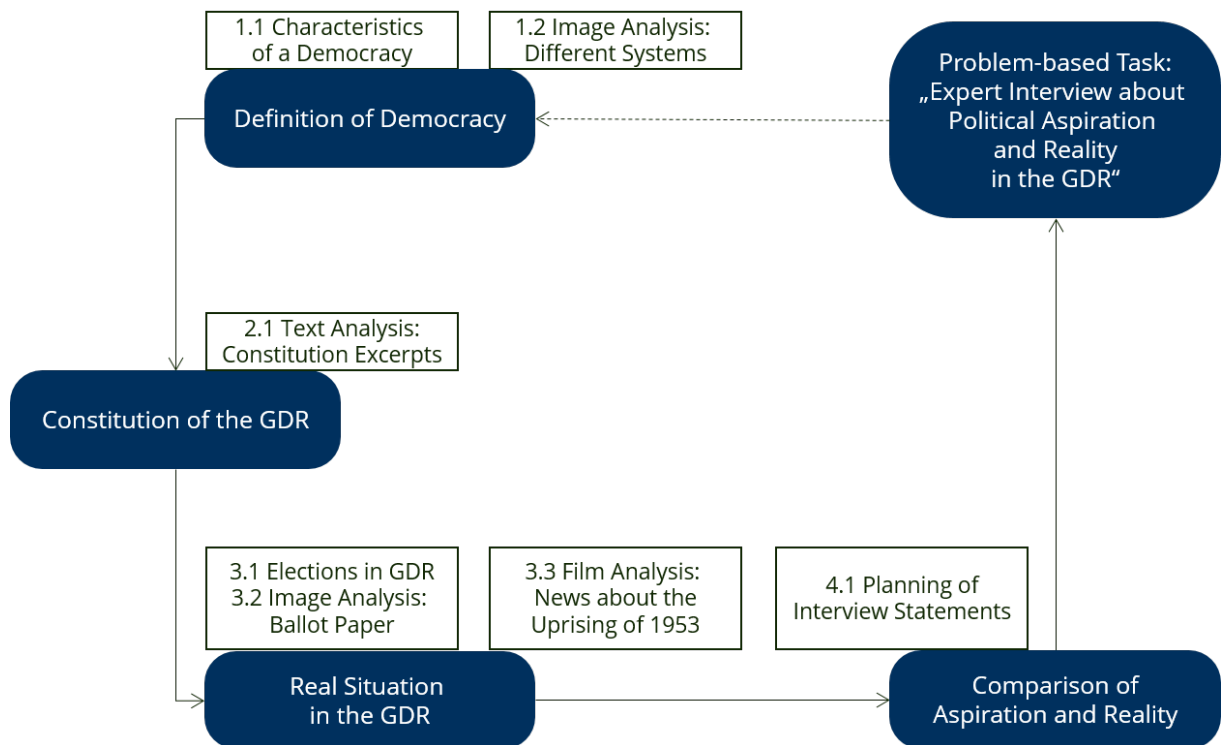 1.1 Characteristics
of a Democracy
1.2 Image Analysis:
Different Systems
Definition of Democracy
Problem-based Task:
„Expert Interview about
Political Aspiration
and Reality
in the GDR“
2.1 Text Analysis:
Constitution Excerpts
Constitution of the GDR
3.1 Elections in GDR
3.2 Image Analysis:
Ballot Paper
3.3 Film Analysis:
News about the
Uprising of 1953
4.1 Planning of
Interview Statements
Real Situation
in the GDR
Comparison of
Aspiration and Reality